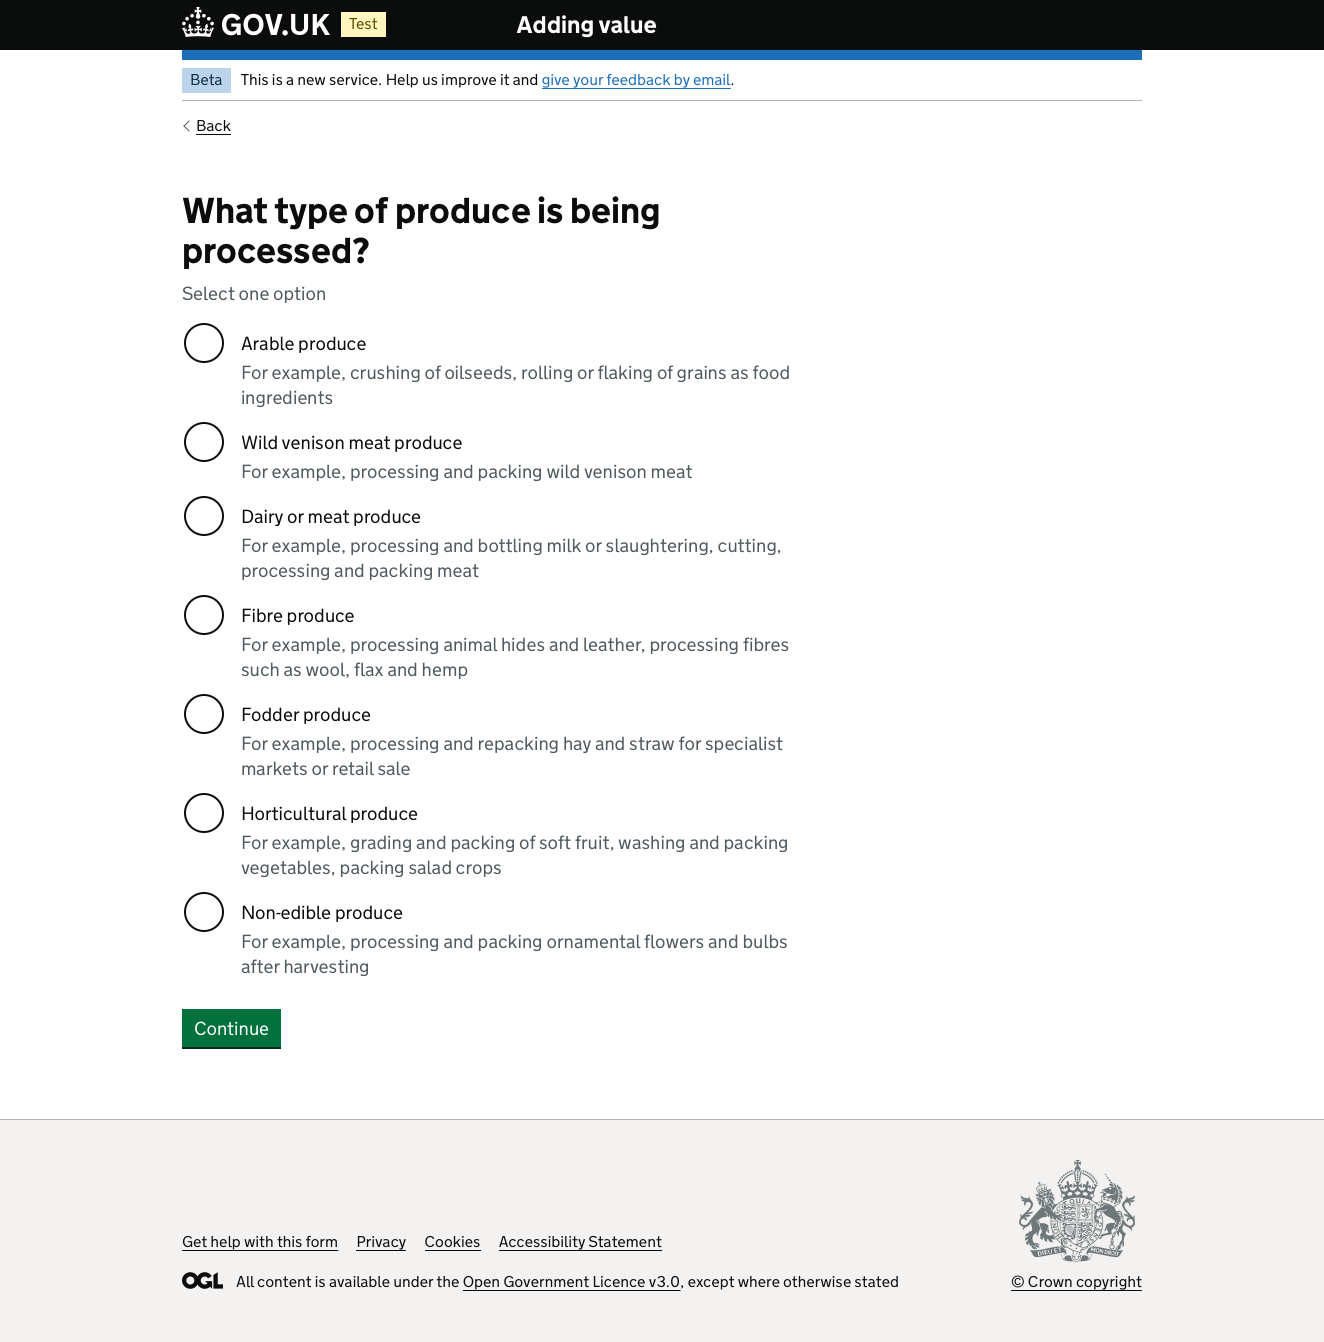 GOV.UK Test Adding value
Beta This is a new service. Help us improve it and give your feedback by email.
Back
What type of produce is being
processed?
Select one option
Arable produce
For example, crushing of oilseeds, rolling or flaking of grains as food
ingredients
Wild venison meat produce
For example, processing and packing wild venison meat
Dairy or meat produce
For example, processing and bottling milk or slaughtering, cutting,
processing and packing meat
Fibre produce
For example, processing animal hides and leather, processing fibres
such as wool, flax and hemp
Fodder produce
For example, processing and repacking hay and straw for specialist
markets or retail sale
Horticultural produce
For example, grading and packing of soft fruit, washing and packing
vegetables, packing salad crops
Non-edible produce
For example, processing and packing ornamental flowers and bulbs
after harvesting
Continue
Get help with this form Privacy Cookies Accessibility Statement
OGL All content is available under the Open Government Licence v3.0, except where otherwise stated
© Crown copyright